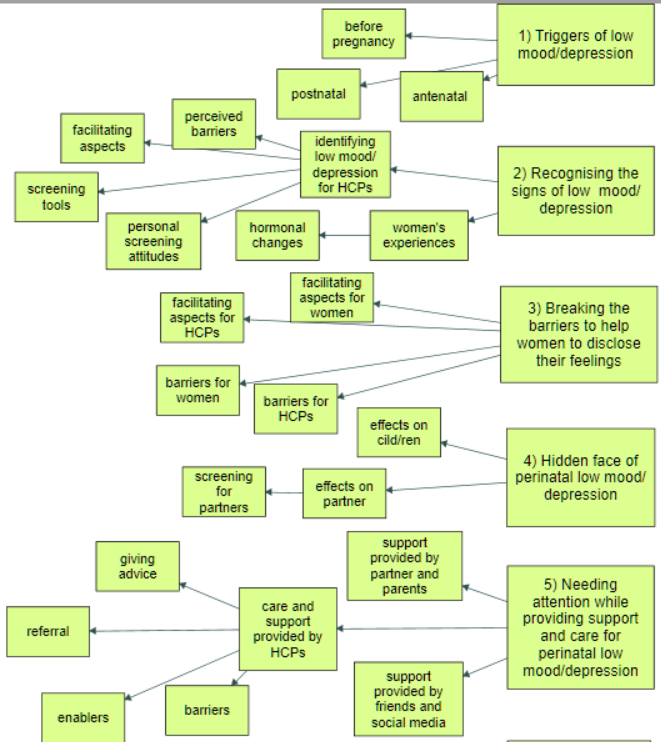 before
pregnancy
1) Triggers of low
mood/depression
postnatal
antenatal
facilitating
aspects
perceived
barriers
identifying
low mood/
depression
for HCPs
2) Recognising the
signs of low mood/
depression
screening
tools
personal
screening
attitudes
hormonal
changes
women's
experiences
facilitating
aspects for
women
facilitating
aspects for
HCPs
3) Breaking the
barriers to help
women to disclose
their feelings
barriers for
women
barriers for
HCPs
effects on
cild/ren
4) Hidden face of
perinatal low mood/
depression
screening
for
partners
effects on
partner
support
provided by
partner and
parents
giving
advice
care and
support
provided by
HCPs
5) Needing
attention while
providing support
and care for
perinatal low
mood/depression
referral
support
provided by
friends and
social media
enablers
barriers